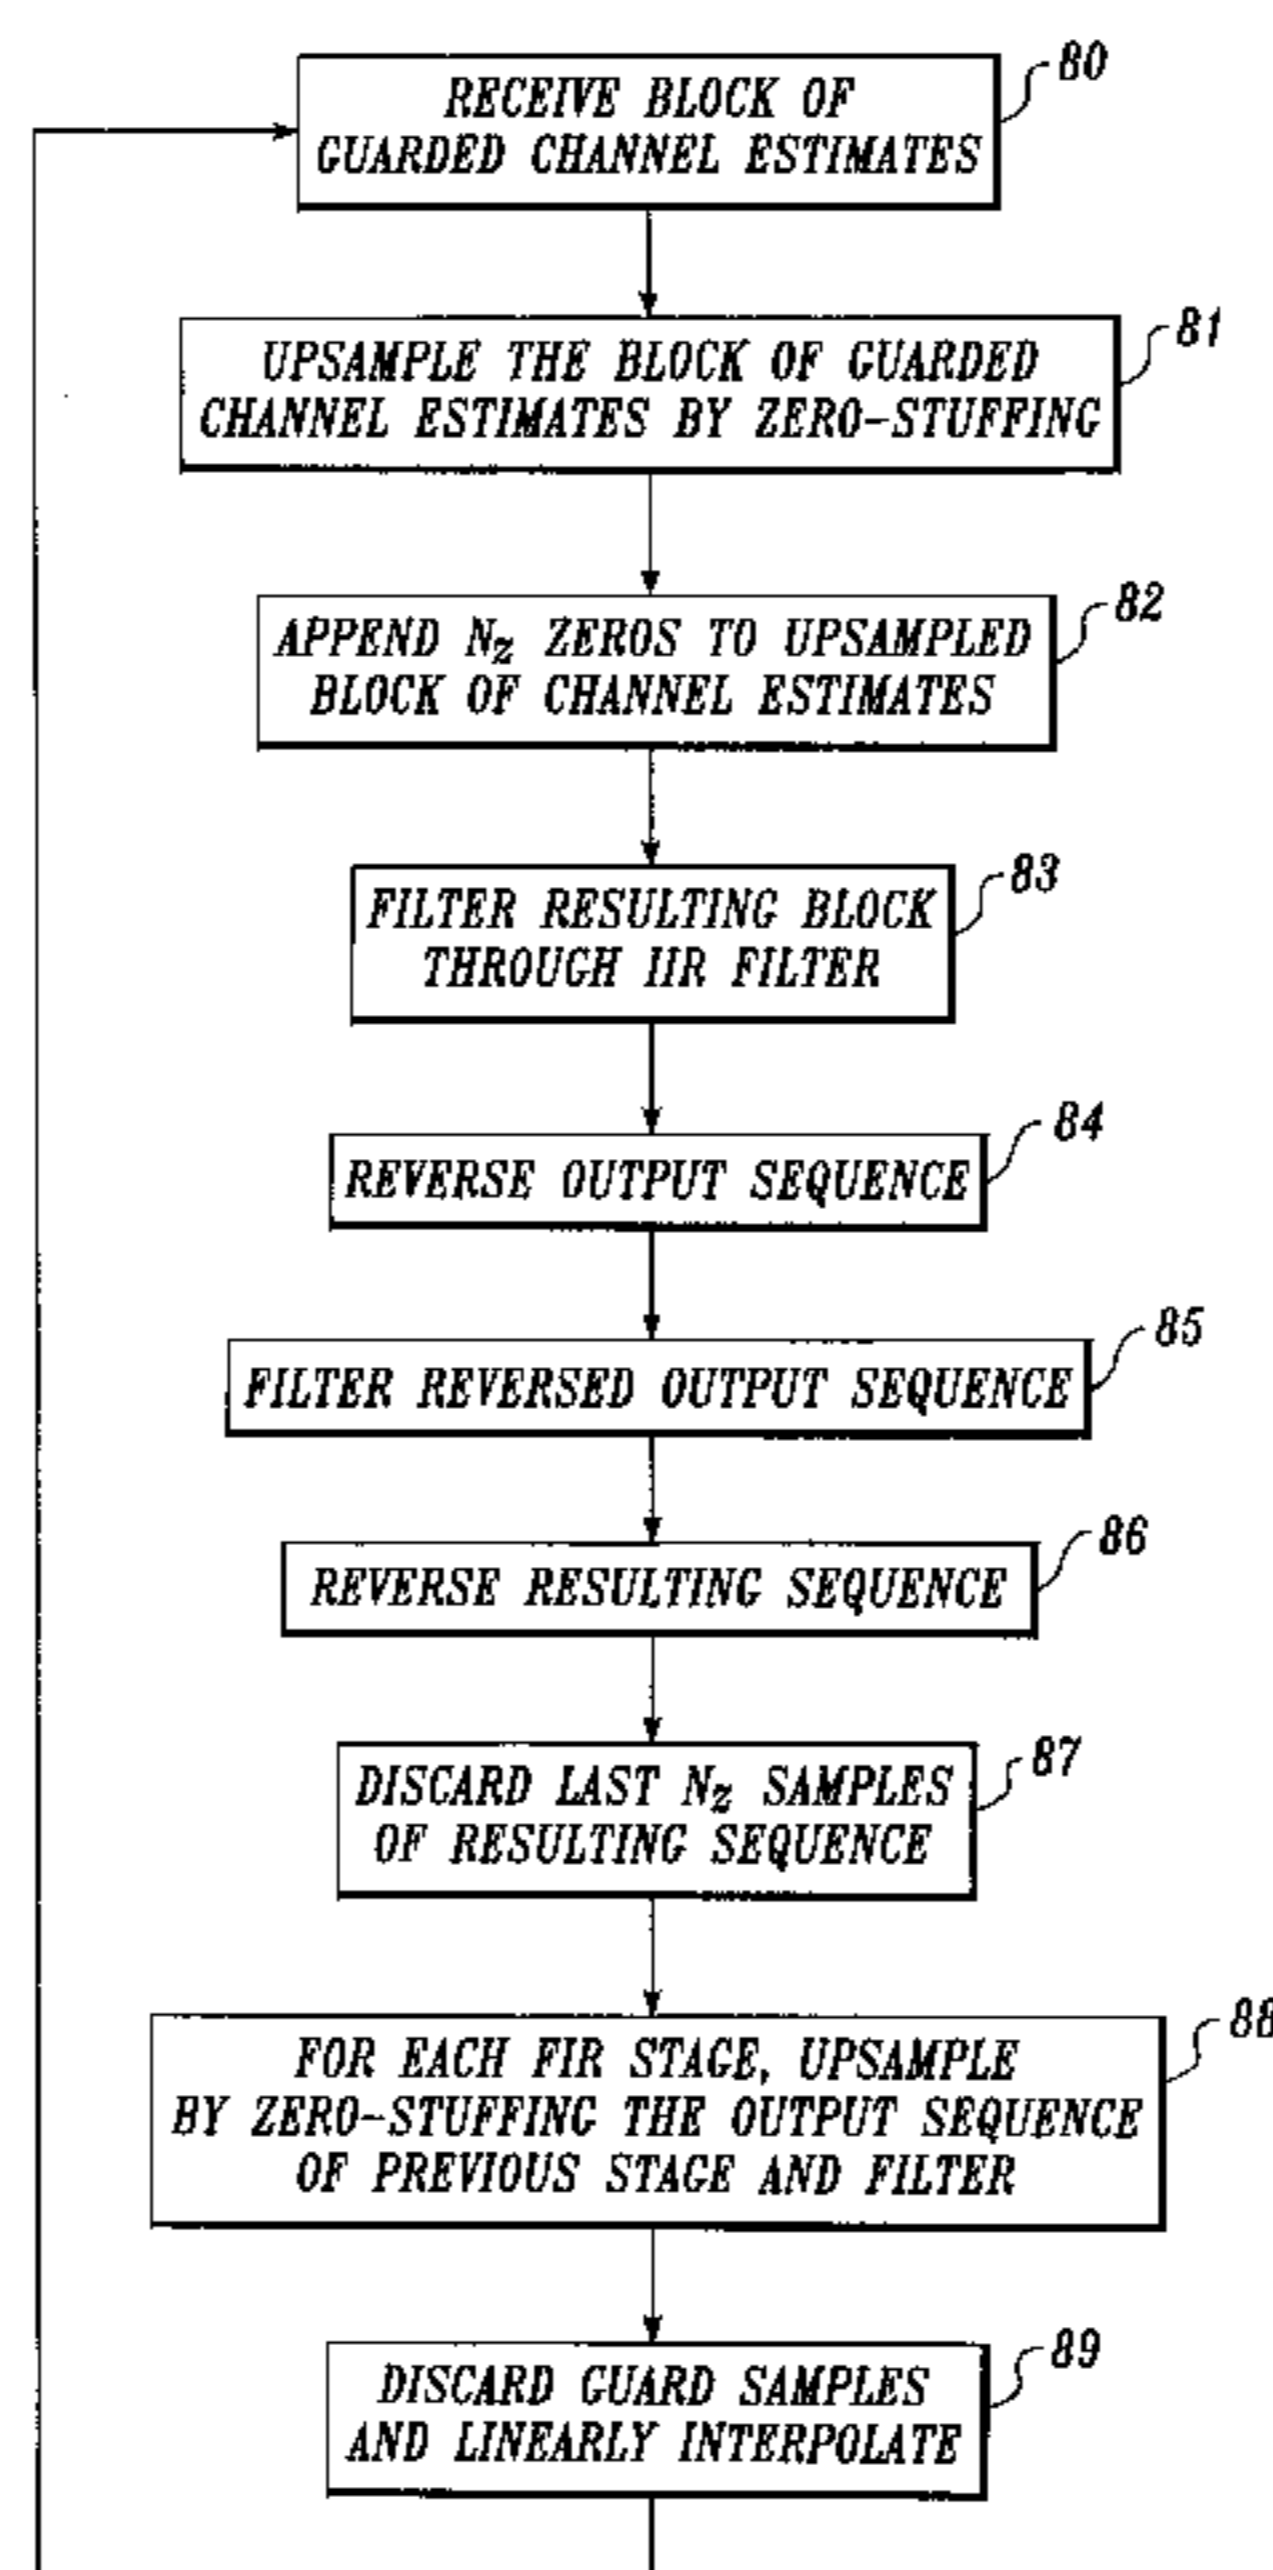 80
RECEIVE BLOCK OF
GUARDED CHANNEL ESTIMATES
81
UPSAMPLE THE BLOCK OF GUARDED
CHANNEL ESTIMATES BY ZERO-STUFFING
82
APPEND Nz ZEROS TO UPSAMPLED
BLOCK OF CHANNEL ESTIMATES
83
FILTER RESULTING BLOCK
THROUGH IIR FILTER
84
REVERSE OUTPUT SEQUENCE
85
FILTER REVERSED OUTPUT SEQUENCE
86
REVERSE RESULTING SEQUENCE
87
DISCARD LAST Nz SAMPLES
OF RESULTING SEQUENCE
88
FOR EACH FIR STAGE, UPSAMPLE
BY ZERO-STUFFING THE OUTPUT SEQUENCE
OF PREVIOUS STAGE AND FILTER
89
DISCARD GUARD SAMPLES
AND LINEARLY INTERPOLATE